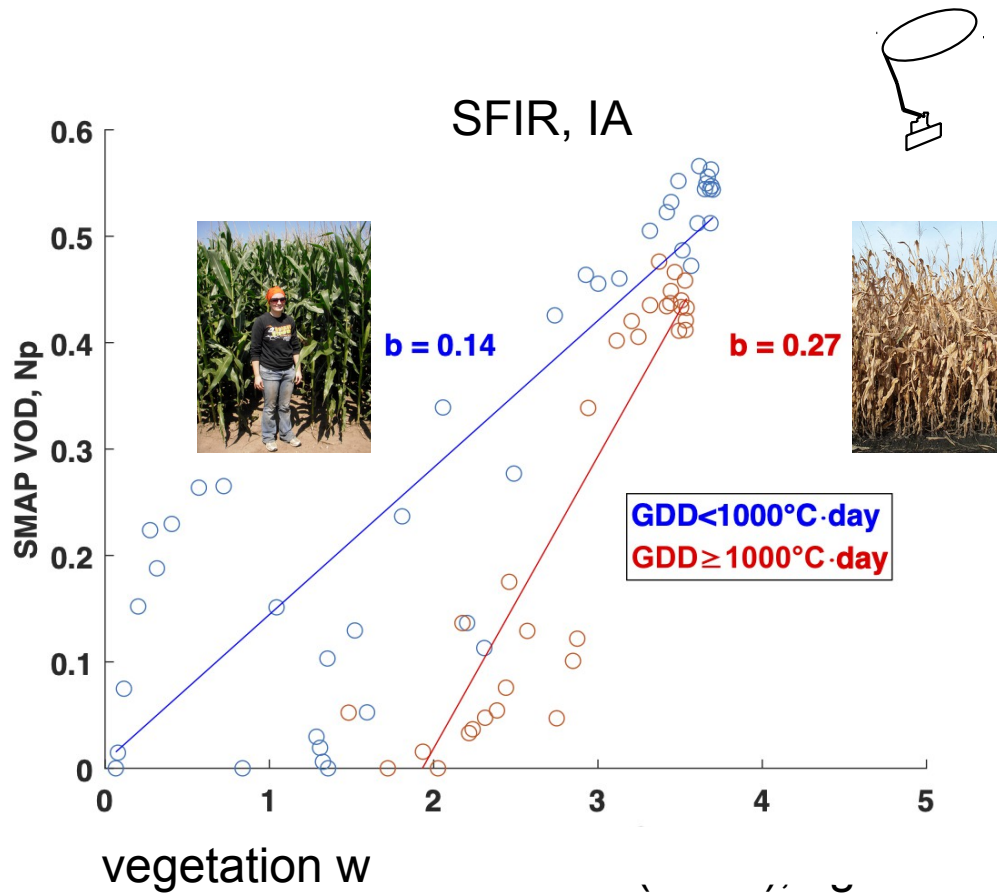 SFIR, IA
0.6
0.5
0.4
0.3
0.2
0.1
0
SMAP VOD, Np
b = 0.14
b = 0.27
GDD<1000°C·day
GDD≥1000°C·day
0 1 2 3 4 5
vegetation w